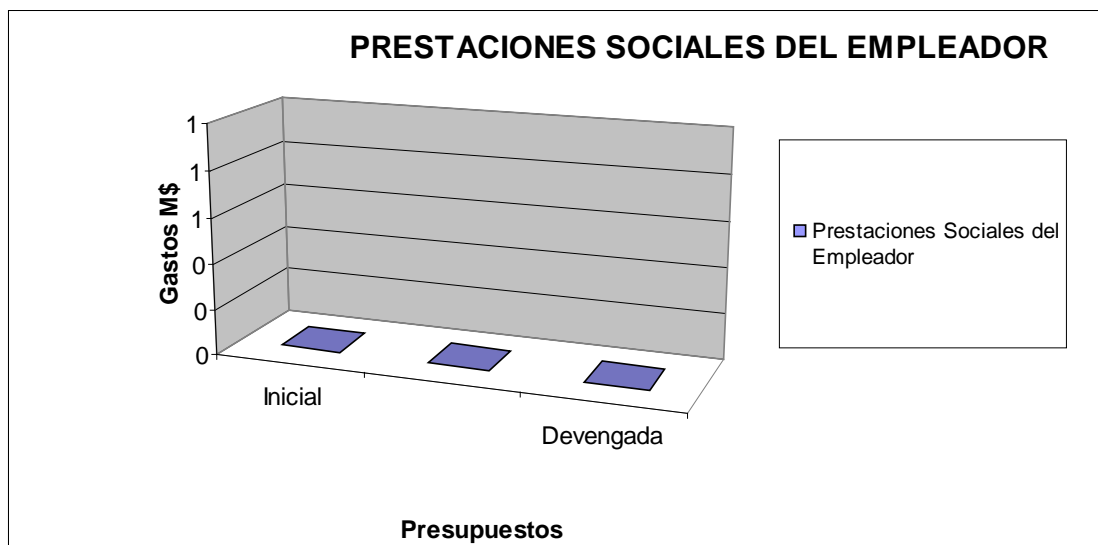 PRESTACIONES SOCIALES DEL EMPLEADOR
1
1
1
0
0
0
Gastos M$
Inicial
Devengada
Presupuestos
Prestaciones Sociales del
Empleador